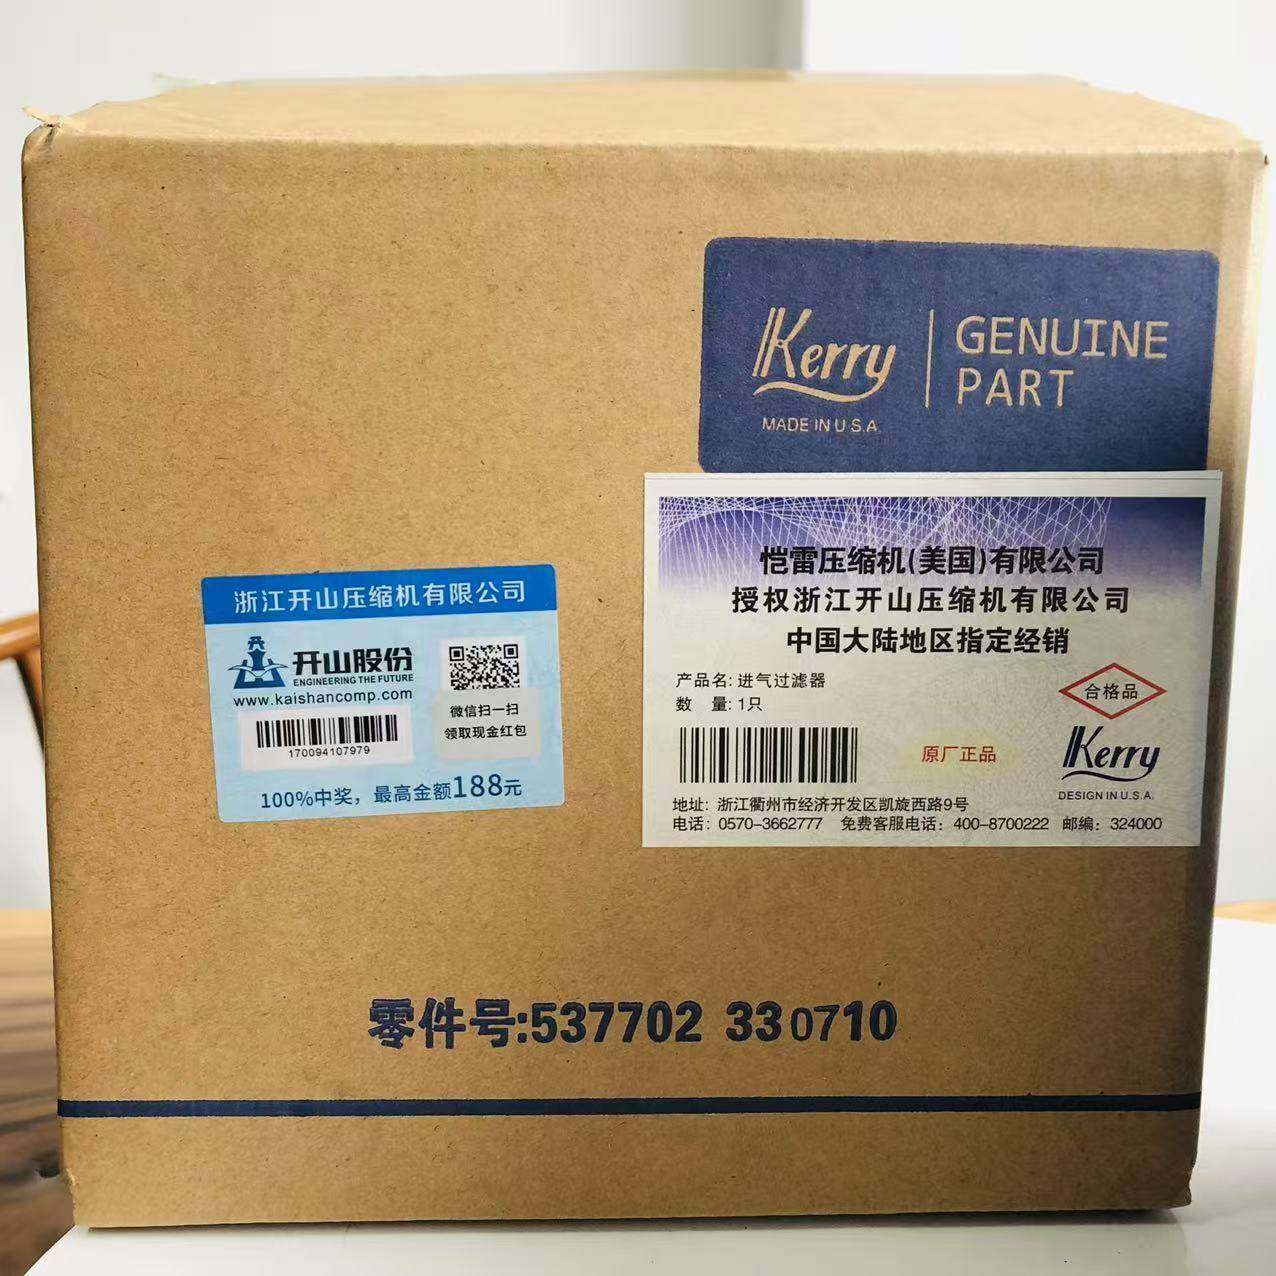 Kerry
MADE IN U.S.A.
GENUINE
PART
恺雷压缩机(美国)有限公司
授权浙江开山压缩机有限公司
中国大陆地区指定经销
产品名: 进气过滤器
数 量: 1只
合格品
原厂正品
Kerry
DESIGN IN U.S.A.
地址: 浙江衢州市经济开发区凯旋西路9号
电话: 0570-3662777 免费客服电话: 400-8700222 邮编: 324000
浙江开山压缩机有限公司
开山股份
ENGINEERING THE FUTURE
www.kaishancomp.com
170094107979
微信扫一扫
领取现金红包
100%中奖，最高金额188元
零件号:537702 330710